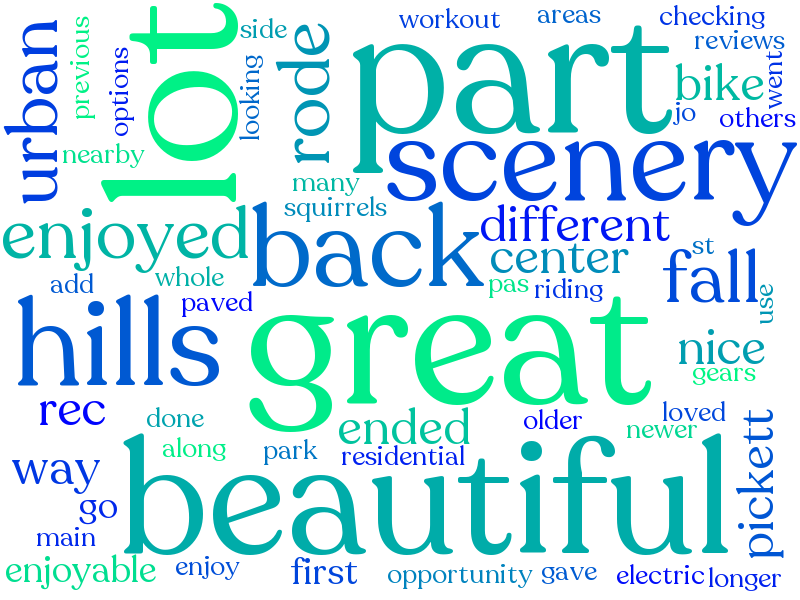 workout
areas
checking
reviews
side
previous
options
urban
lot
looking
rode
part
bike
went
jo
others
nearby
many
squirrels
scenery
enjoyed
back
different
center
st
fall
add
whole
paved
pas
riding
use
hills
great
nice
gears
rec
done
ended
older
loved
newer
along
park
residential
way
go
beautiful
pickett
main
enjoyable
enjoy
first
opportunity
gave
electric
longer